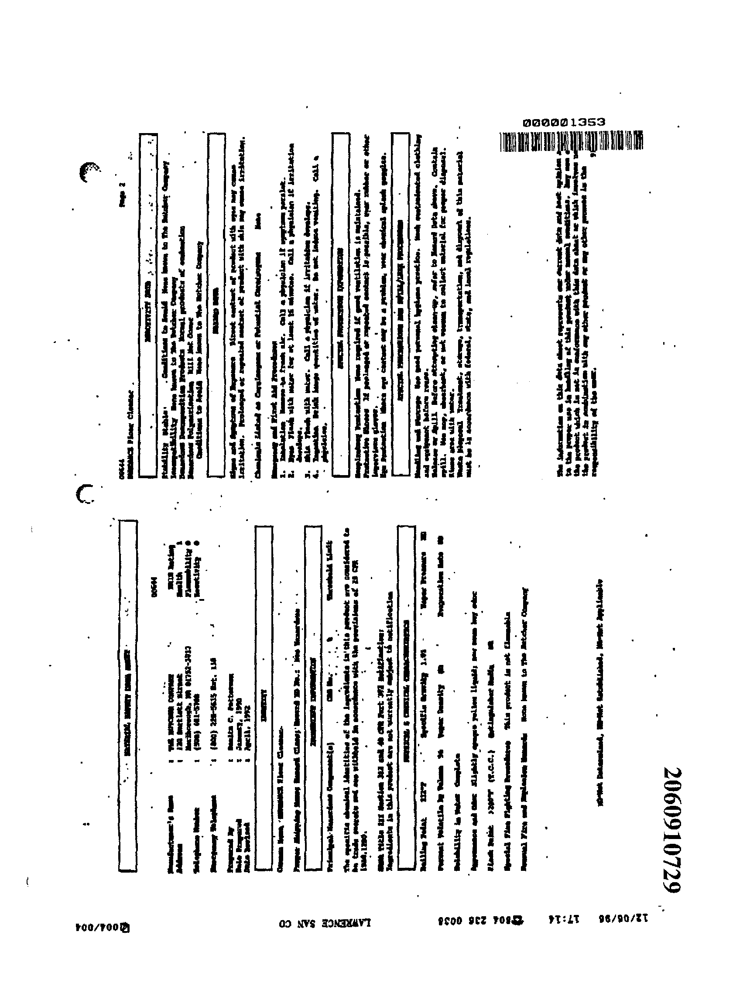 12/06/96 17:14 ☎804 236 0038 LAWRENCE SAN CO 004/004
MATERIAL SAFETY DATA SHEET
00644
Manufacturer's Name : THE BUTCHER COMPANY
Address : 120 Bartlett Street
Marlborough, MA 01752-3013
Telephone Number : (508) 481-5700
Emergency Telephone : (800) 228-5635 Ext. 118
Health 1
Flammability 0
Reactivity 0
Prepared By : C. Patterson
Date Prepared : January, 1990
Date Revised : April, 1992
IDENTITY
Common Name: Floor Cleaner
Proper Shipping Name; Hazard Class; Hazard ID No.: Non Hazardous
INGREDIENT INFORMATION
Principal Hazardous Component(s) CAS No. % Threshold Limit
The specific chemical identities of the ingredients in this product are considered to
be trade secrets and are withheld in accordance with the provisions of 29 CFR
1910.1200.
SARA Title III Section 313 and 40 CFR Part 372 Notification:
Ingredients in this product are not currently subject to notification
PHYSICAL & CHEMICAL CHARACTERISTICS
Boiling Point 212°F Specific Gravity 1.01 Vapor Pressure ND
Percent Volatile by Volume Vapor Density Evaporation Rate
Solubility in Water Complete
Appearance and odor Slightly opaque yellow liquid; odor
Flash Point >200°F (T.C.C.) Extinguisher Media
Special Fire Fighting Procedures This product is not flammable
Unusual Fire and Explosion Hazards None known to The Butcher Company
ND-Not Determined, NE-Not Established, NA-Not Applicable
00644 Page 2
Floor Cleaner
REACTIVITY DATA
Stability Stable Conditions to Avoid None known to The Butcher Company
Incompatibility None known to The Butcher Company
Hazardous Decomposition Products Normal products of combustion
Hazardous Polymerization Will Not Occur
Conditions to Avoid None known to The Butcher Company
HAZARD DATA
Signs and Symptoms of Exposure Direct contact of product with eyes may cause
irritation. Prolonged or repeated contact of product with skin may cause irritation.
Chemicals Listed as Carcinogens or Potential Carcinogens None
Emergency and First Aid Procedures
1. Inhalation Remove to fresh air. Call a physician if symptoms persist.
2. Eyes Flush with water for at least 15 minutes. Call a physician if irritation
develops.
3. Skin Flush with water. Call a physician if irritation develops.
4. Ingestion Drink large quantities of water. Do not induce vomiting. Call a
physician.
SPECIAL PROTECTION INFORMATION
Respiratory Protection None required if good ventilation is maintained.
Protective Gloves If prolonged or repeated contact is possible, wear rubber or other
impervious gloves.
Eye Protection Where eye contact may be a problem, wear chemical splash goggles.
SPECIAL PRECAUTIONS AND SPILL/LEAK PROCEDURES
Handling and Storage Use good personal hygiene practice. Wash contaminated clothing
and equipment before reuse.
Release or Spill Before attempting clean-up, refer to Hazard Data above. Contain
spill. Use mop, absorbent, or wet vacuum to collect material for proper disposal.
Rinse area with water.
Waste Disposal Treatment, storage, transportation, and disposal of this material
must be in accordance with federal, state, and local regulations.
The information on this data sheet represents our current data and best opinion
to the proper use in handling of this product under normal conditions. Any use
the product which is not in conformance with this data sheet or which involves
the product in combination with any other product or any other process is the
responsibility of the user.
000001353
2060910729